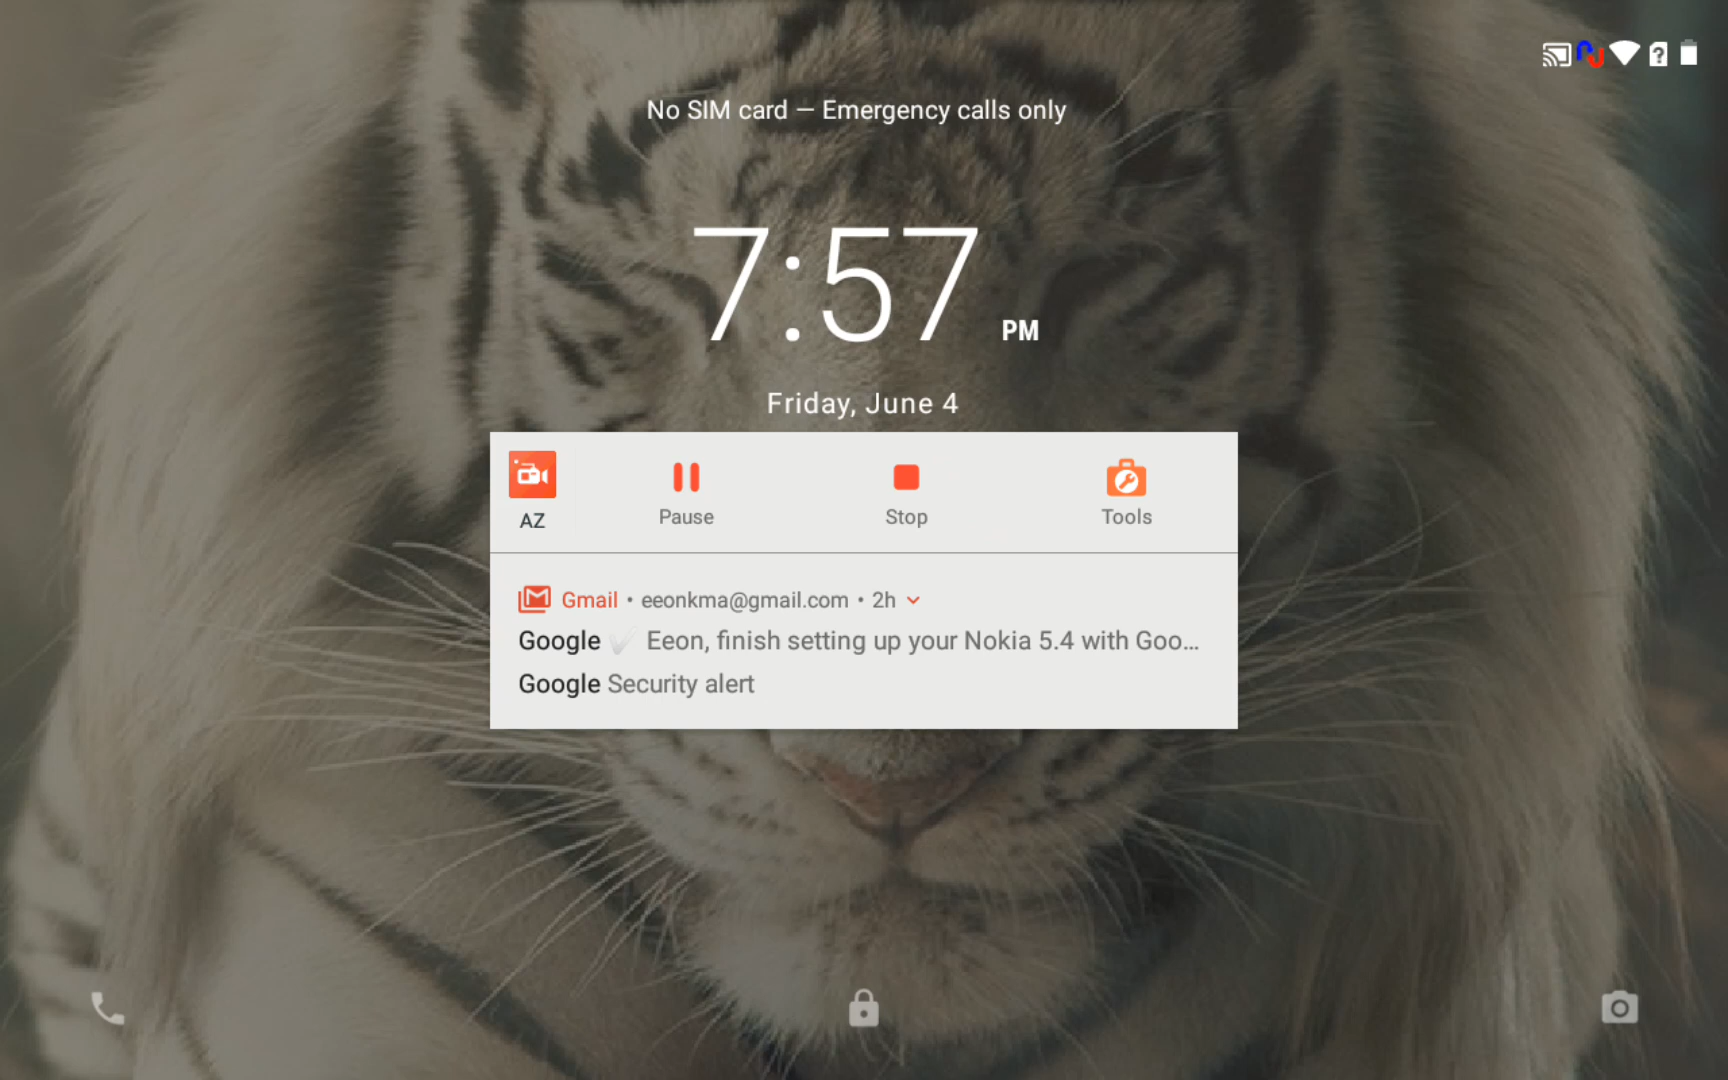 No SIM card — Emergency calls only
7:57 PM
Friday, June 4
AZ
Pause
Stop
Tools
Gmail • eeonkma@gmail.com • 2h
Google ✓ Eeon, finish setting up your Nokia 5.4 with Goo...
Google Security alert